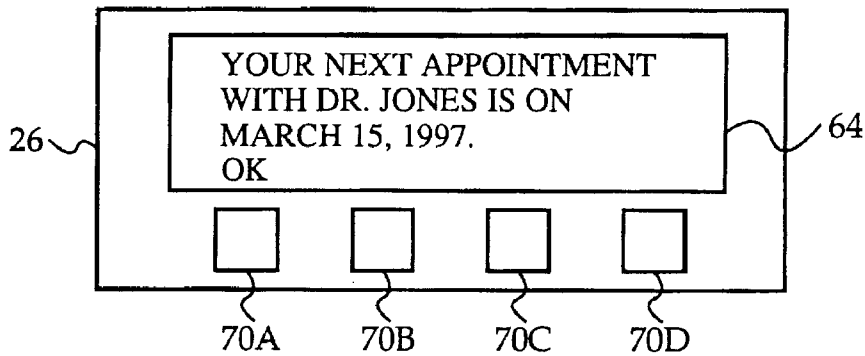 YOUR NEXT APPOINTMENT
WITH DR. JONES IS ON
MARCH 15, 1997.
OK
26
64
70A 70B 70C 70D